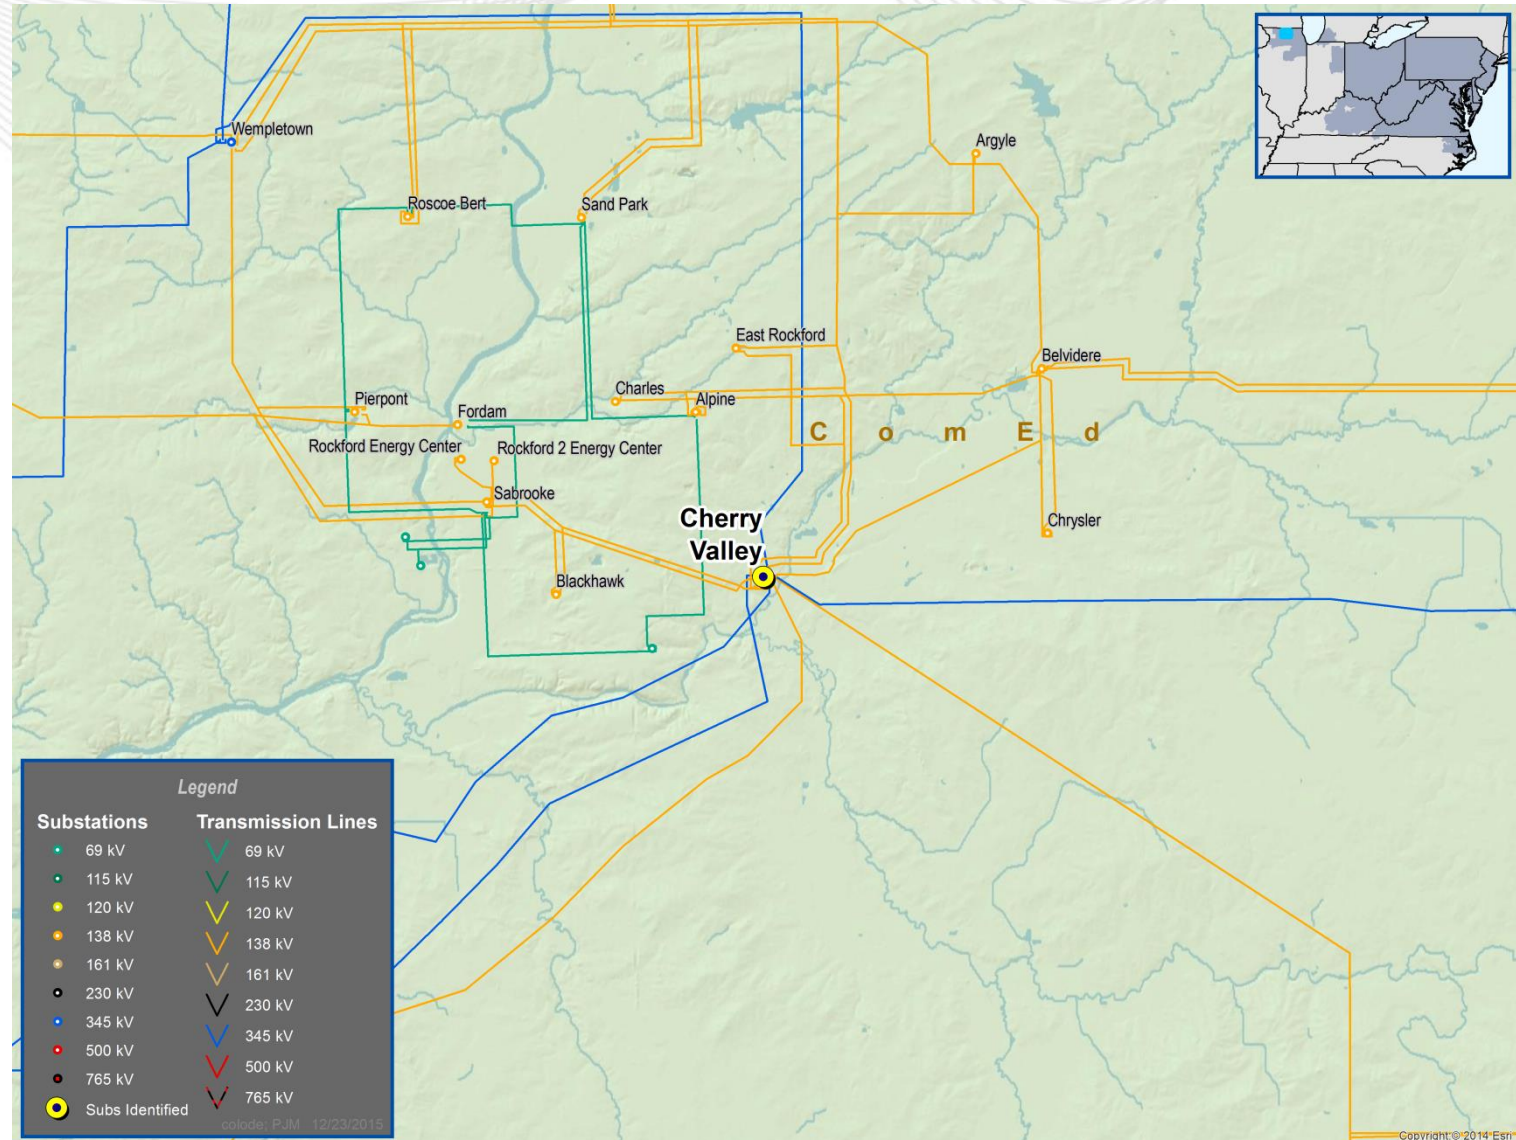 Wempletown
Argyle
Roscoe Bert
Sand Park
East Rockford
Belvidere
Charles
Pierpont
Alpine
Fordam
C o m E d
Rockford Energy Center
Rockford 2 Energy Center
Sabrooke
Cherry
Valley
Chrysler
Blackhawk
Legend
Substations
69 kV
115 kV
120 kV
138 kV
161 kV
230 kV
345 kV
500 kV
765 kV
Subs Identified
Transmission Lines
69 kV
115 kV
120 kV
138 kV
161 kV
230 kV
345 kV
500 kV
765 kV
colode; PJM 12/23/2015
Copyright:© 2014 Esri